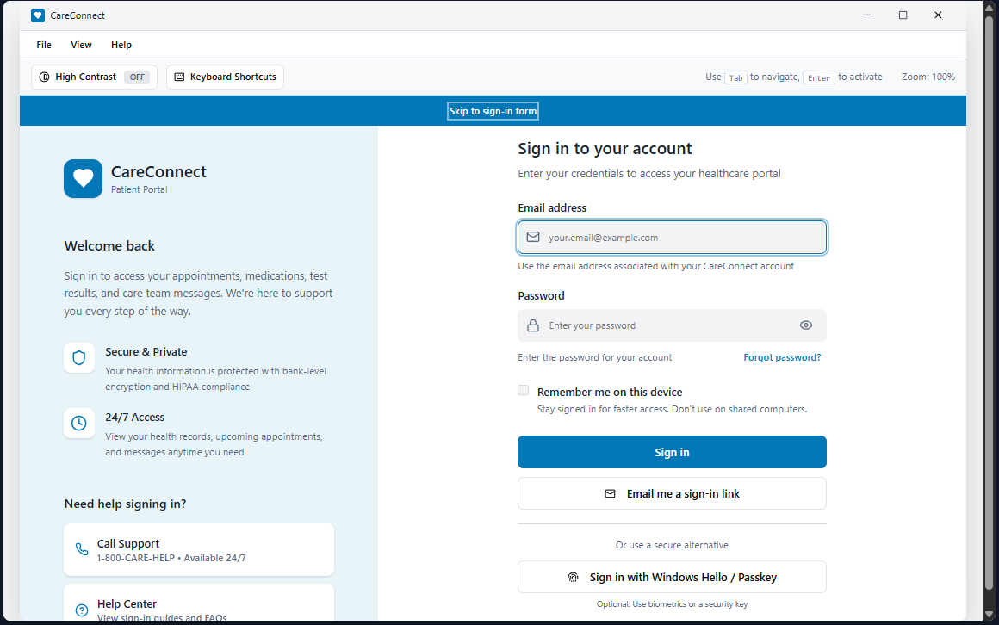 CareConnect
File View Help
High Contrast OFF Keyboard Shortcuts Use Tab to navigate, Enter to activate Zoom: 100%
Skip to sign-in form
CareConnect
Patient Portal
Welcome back
Sign in to access your appointments, medications, test
results, and care team messages. We're here to support
you every step of the way.
Secure & Private
Your health information is protected with bank-level
encryption and HIPAA compliance
24/7 Access
View your health records, upcoming appointments,
and messages anytime you need
Need help signing in?
Call Support
1-800-CARE-HELP • Available 24/7
Help Center
View sign-in guides and FAQs
Sign in to your account
Enter your credentials to access your healthcare portal
Email address
your.email@example.com
Use the email address associated with your CareConnect account
Password
Enter your password
Enter the password for your account Forgot password?
Remember me on this device
Stay signed in for faster access. Don't use on shared computers.
Sign in
Email me a sign-in link
Or use a secure alternative
Sign in with Windows Hello / Passkey
Optional: Use biometrics or a security key